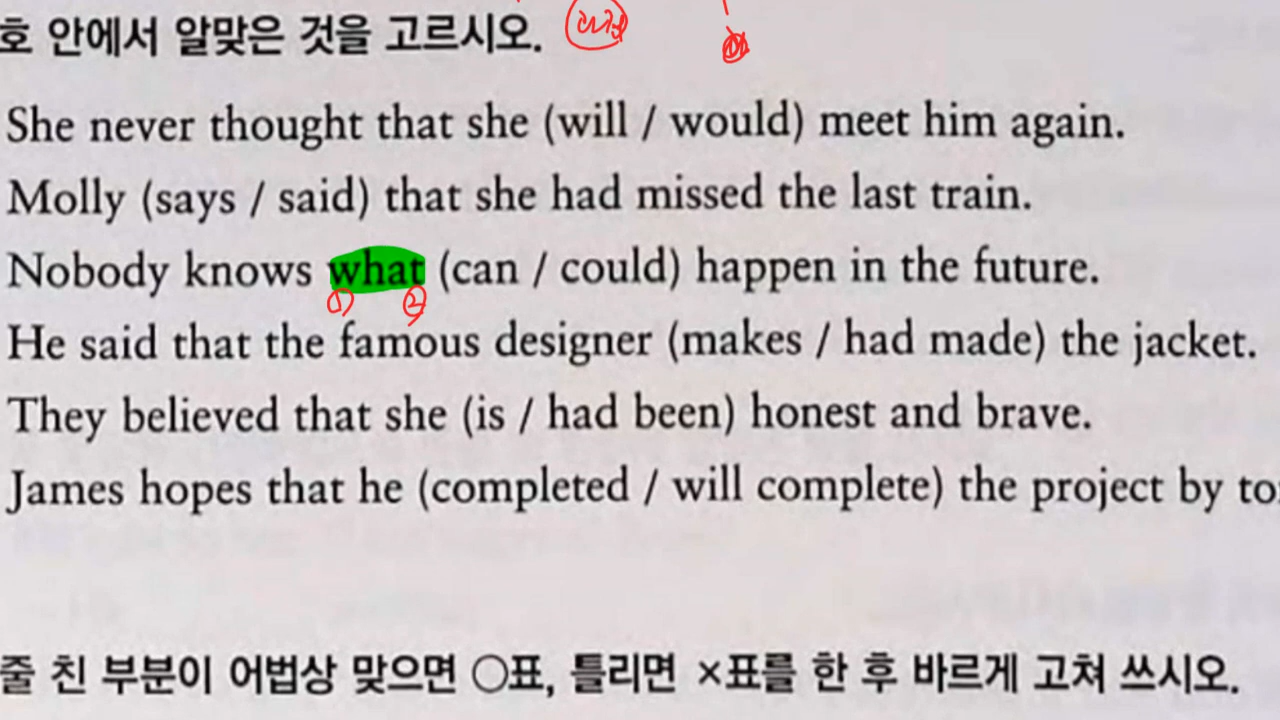 호 안에서 알맞은 것을 고르시오.
She never thought that she (will / would) meet him again.
Molly (says / said) that she had missed the last train.
Nobody knows what (can / could) happen in the future.
① ②
He said that the famous designer (makes / had made) the jacket.
They believed that she (is / had been) honest and brave.
James hopes that he (completed / will complete) the project by to
줄 친 부분이 어법상 맞으면 ○표, 틀리면 ×표를 한 후 바르게 고쳐 쓰시오.